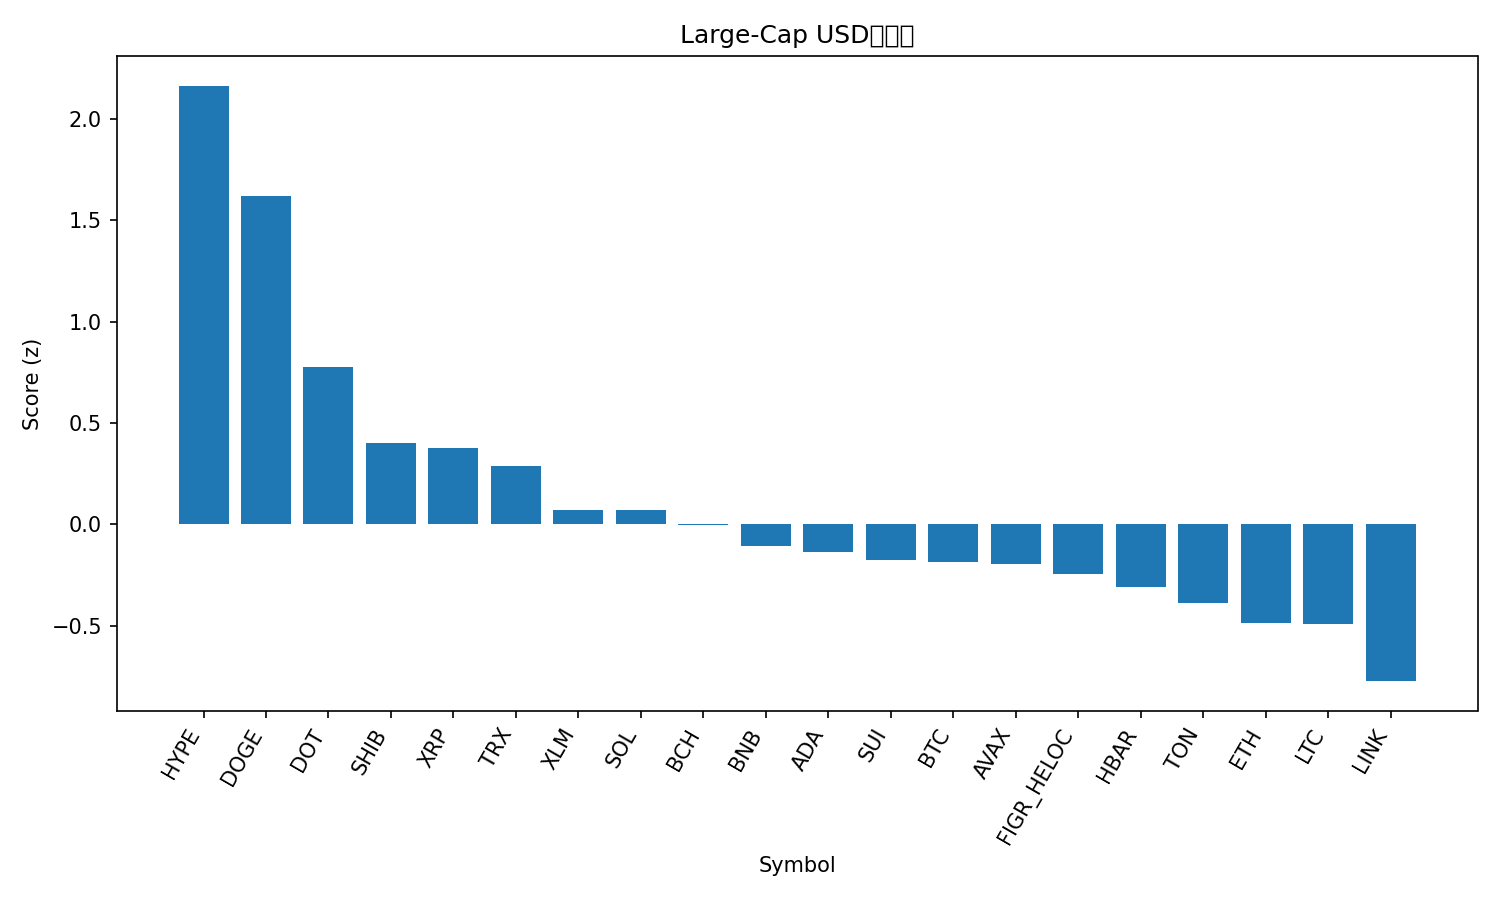 Large-Cap USD
Score (z)
2.0
1.5
1.0
0.5
0.0
−0.5
HYPE
DOGE
DOT
SHIB
XRP
TRX
XLM
SOL
BCH
BNB
ADA
SUI
BTC
AVAX
FIGR_HELOC
HBAR
TON
ETH
LTC
LINK
Symbol